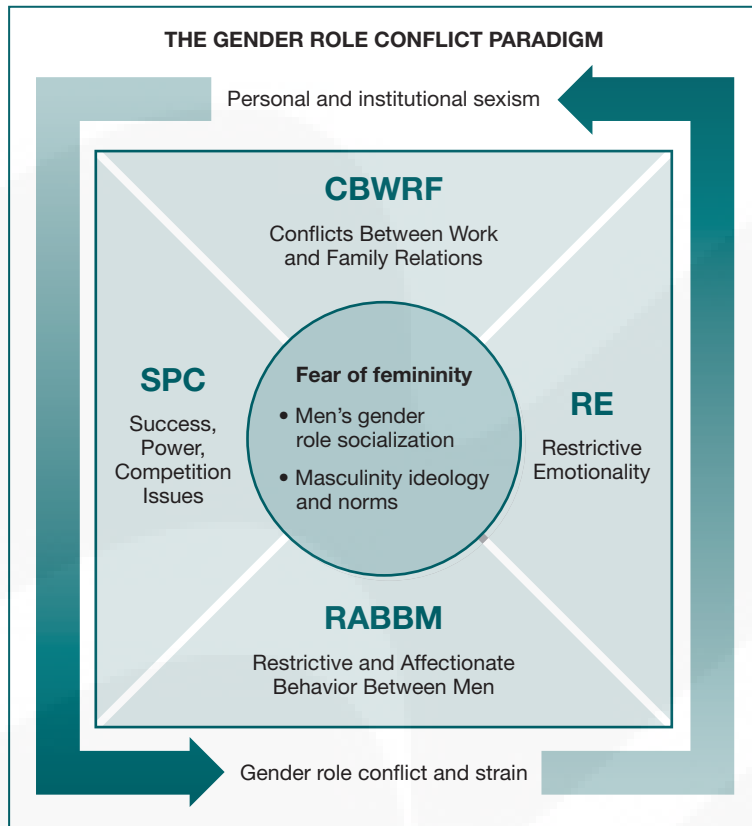 THE GENDER ROLE CONFLICT PARADIGM
Personal and institutional sexism
CBWRF
Conflicts Between Work
and Family Relations
SPC
Success,
Power,
Competition
Issues
Fear of femininity
• Men’s gender
role socialization
• Masculinity ideology
and norms
RE
Restrictive
Emotionality
RABBM
Restrictive and Affectionate
Behavior Between Men
Gender role conflict and strain